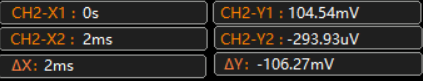 CH2-X1 : 0s CH2-Y1 : 104.54mV
CH2-X2 : 2ms CH2-Y2 : -293.93uV
ΔX: 2ms ΔY: -106.27mV